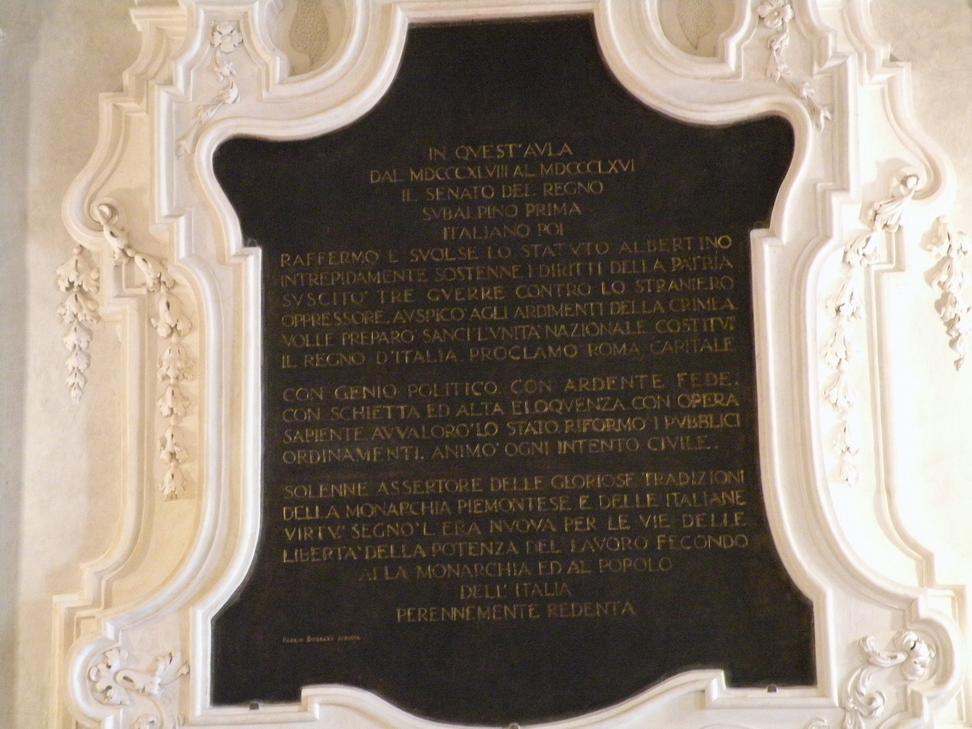 IN QVEST'AVLA
DAL MDCCCXLVIII AL MDCCCLXVI
IL SENATO DEL REGNO
SVBALPINO PRIMA
ITALIANO POI
RAFFERMO' E SVOLSE LO STATVTO ALBERTINO
INTREPIDAMENTE SOSTENNE I DIRITTI DELLA PATRIA
SVSCITO' TRE GVERRE CONTRO LO STRANIERO
OPPRESSORE, AVSPICO' AGLI ARDIMENTI DELLA CRIMEA
VOLLE PREPARO' SANCI L'VNITA' NAZIONALE COSTITVI'
IL REGNO D'ITALIA, PROCLAMO' ROMA CAPITALE
CON GENIO POLITICO, CON ARDENTE FEDE,
CON SCHIETTA ED ALTA ELOQVENZA CON OPERA
SAPIENTE AVVALORO' LO STATO, RIFORMO' I PVBBLICI
ORDINAMENTI, ANIMO' OGNI INTENTO CIVILE.
SOLENNE ASSERTORE DELLE GLORIOSE TRADIZIONI
DELLA MONARCHIA PIEMONTESE E DELLE ITALIANE
VIRTV', SEGNO' L'ERA NVOVA PER LE VIE DELLE
LIBERTA' DELLA POTENZA DEL LAVORO FECONDO
ALLA MONARCHIA ED AL POPOLO
DELL'ITALIA
PERENNEMENTE REDENTA